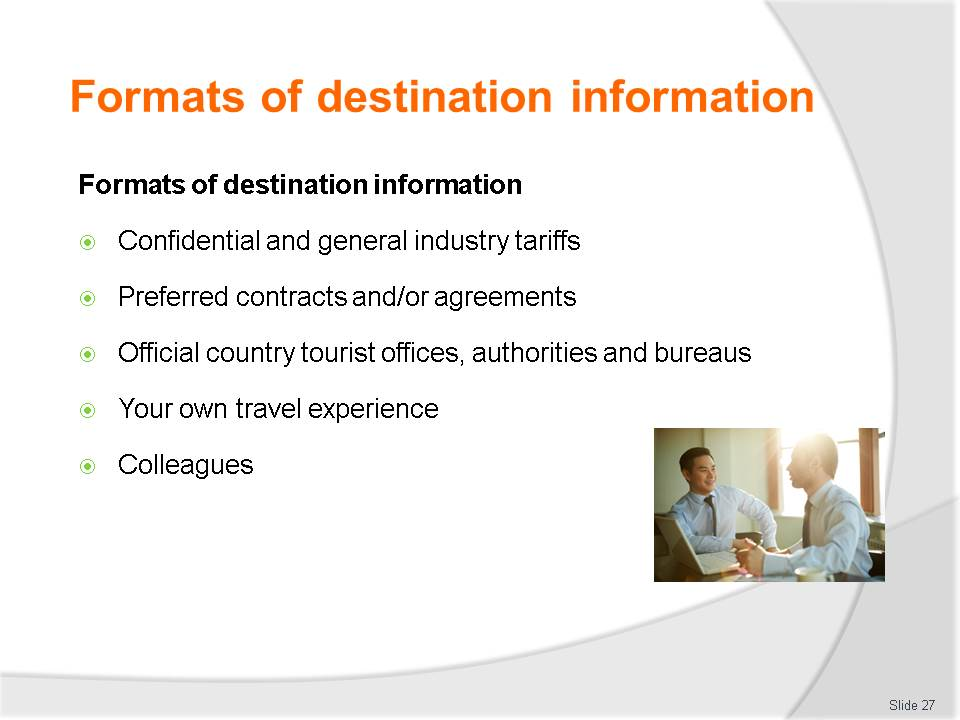 Formats of destination information
Formats of destination information
Confidential and general industry tariffs
Preferred contracts and/or agreements
Official country tourist offices, authorities and bureaus
Your own travel experience
Colleagues
Slide 27